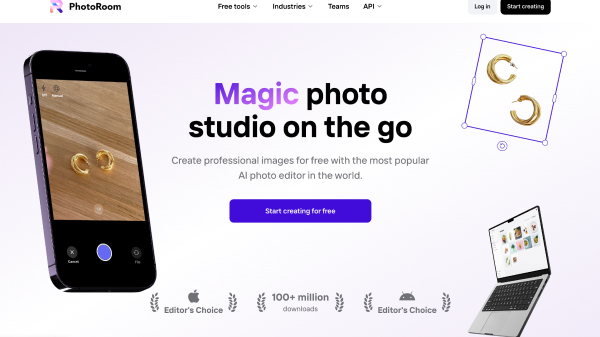 PhotoRoom
Free tools
Industries
Teams
API
Log in
Start creating
Magic photo
studio on the go
Create professional images for free with the most popular
AI photo editor in the world.
Start creating for free
Cancel
Flip
Editor's Choice
100+ million
downloads
Editor's Choice